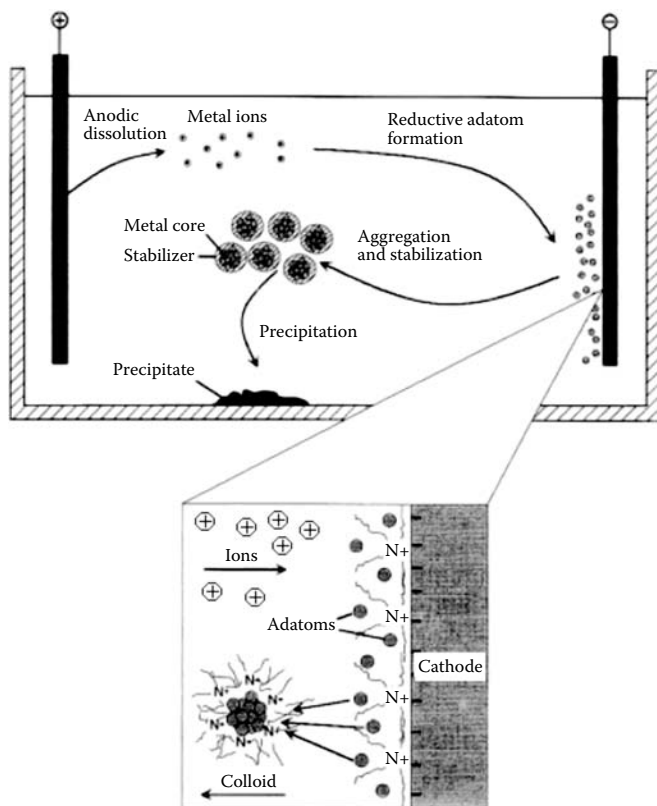 +
−
Anodic
dissolution
Metal ions
Reductive adatom
formation
Metal core
Stabilizer
Aggregation
and stabilization
Precipitation
Precipitate
+ + + +
+
N+
Ions
+ +
N+
Adatoms
Cathode
N+
N+
N+
N+
N+
N+
N+
N+
Colloid